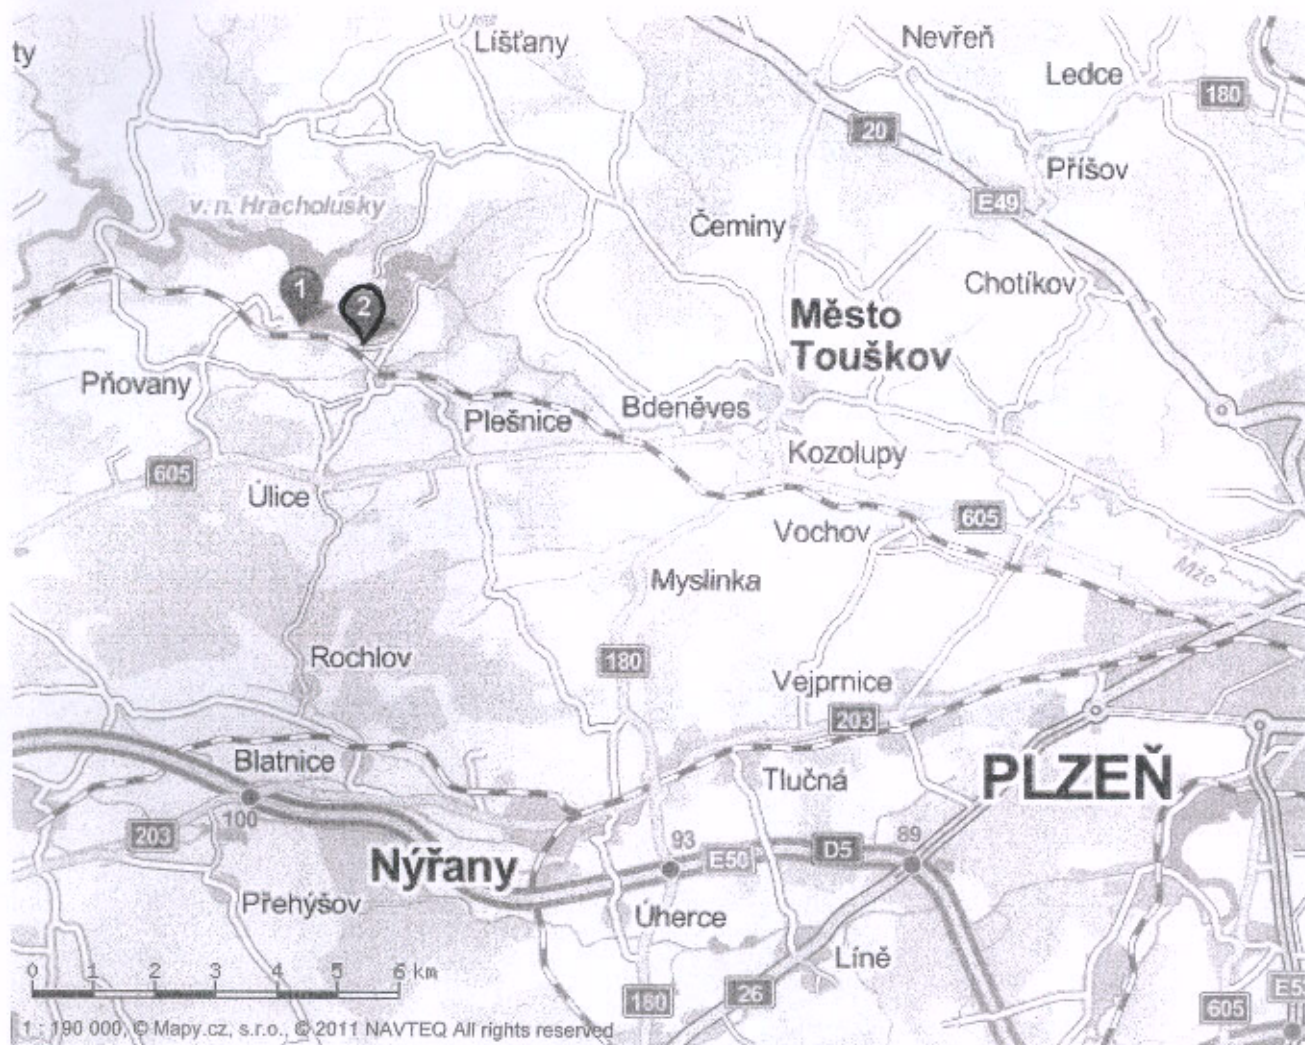 ty
Líšťany
Nevřeň
Ledce
180
20
Příšov
v. n. Hracholusky
E49
Čeminy
Chotíkov
1
2
Město
Touškov
Pňovany
Plešnice
Bdeněves
Kozolupy
605
Úlice
605
Vochov
Mže
Myslinka
Rochlov
180
Vejprnice
203
Blatnice
Tlučná
PLZEŇ
100
203
93
E50
D5
89
Nýřany
Přehýšov
Úherce
Líně
0 1 2 3 4 5 6 km
180
26
605
E5
1 : 190 000, © Mapy.cz, s.r.o., © 2011 NAVTEQ All rights reserved